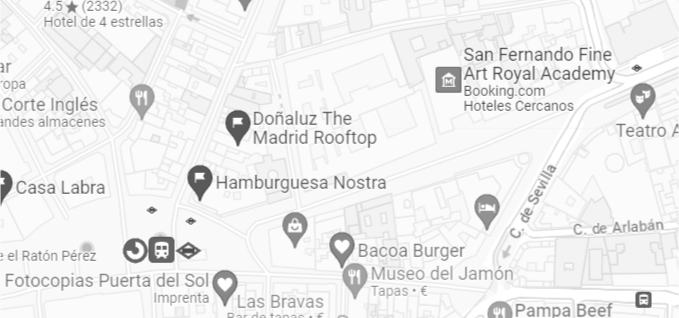 4.5★ (2332)
Hotel de 4 estrellas
San Fernando Fine
Art Royal Academy
Booking.com
Hoteles Cercanos
ar
ropa
Corte Inglés
andes almacenes
Doñaluz The
Madrid Rooftop
Teatro A
Casa Labra
Hamburguesa Nostra
C. de Sevilla
C. de Arlabán
e el Ratón Pérez
Bacoa Burger
Fotocopias Puerta del Sol
Imprenta
Museo del Jamón
Tapas • €
Las Bravas
Bar de tapas • €
Pampa Beef